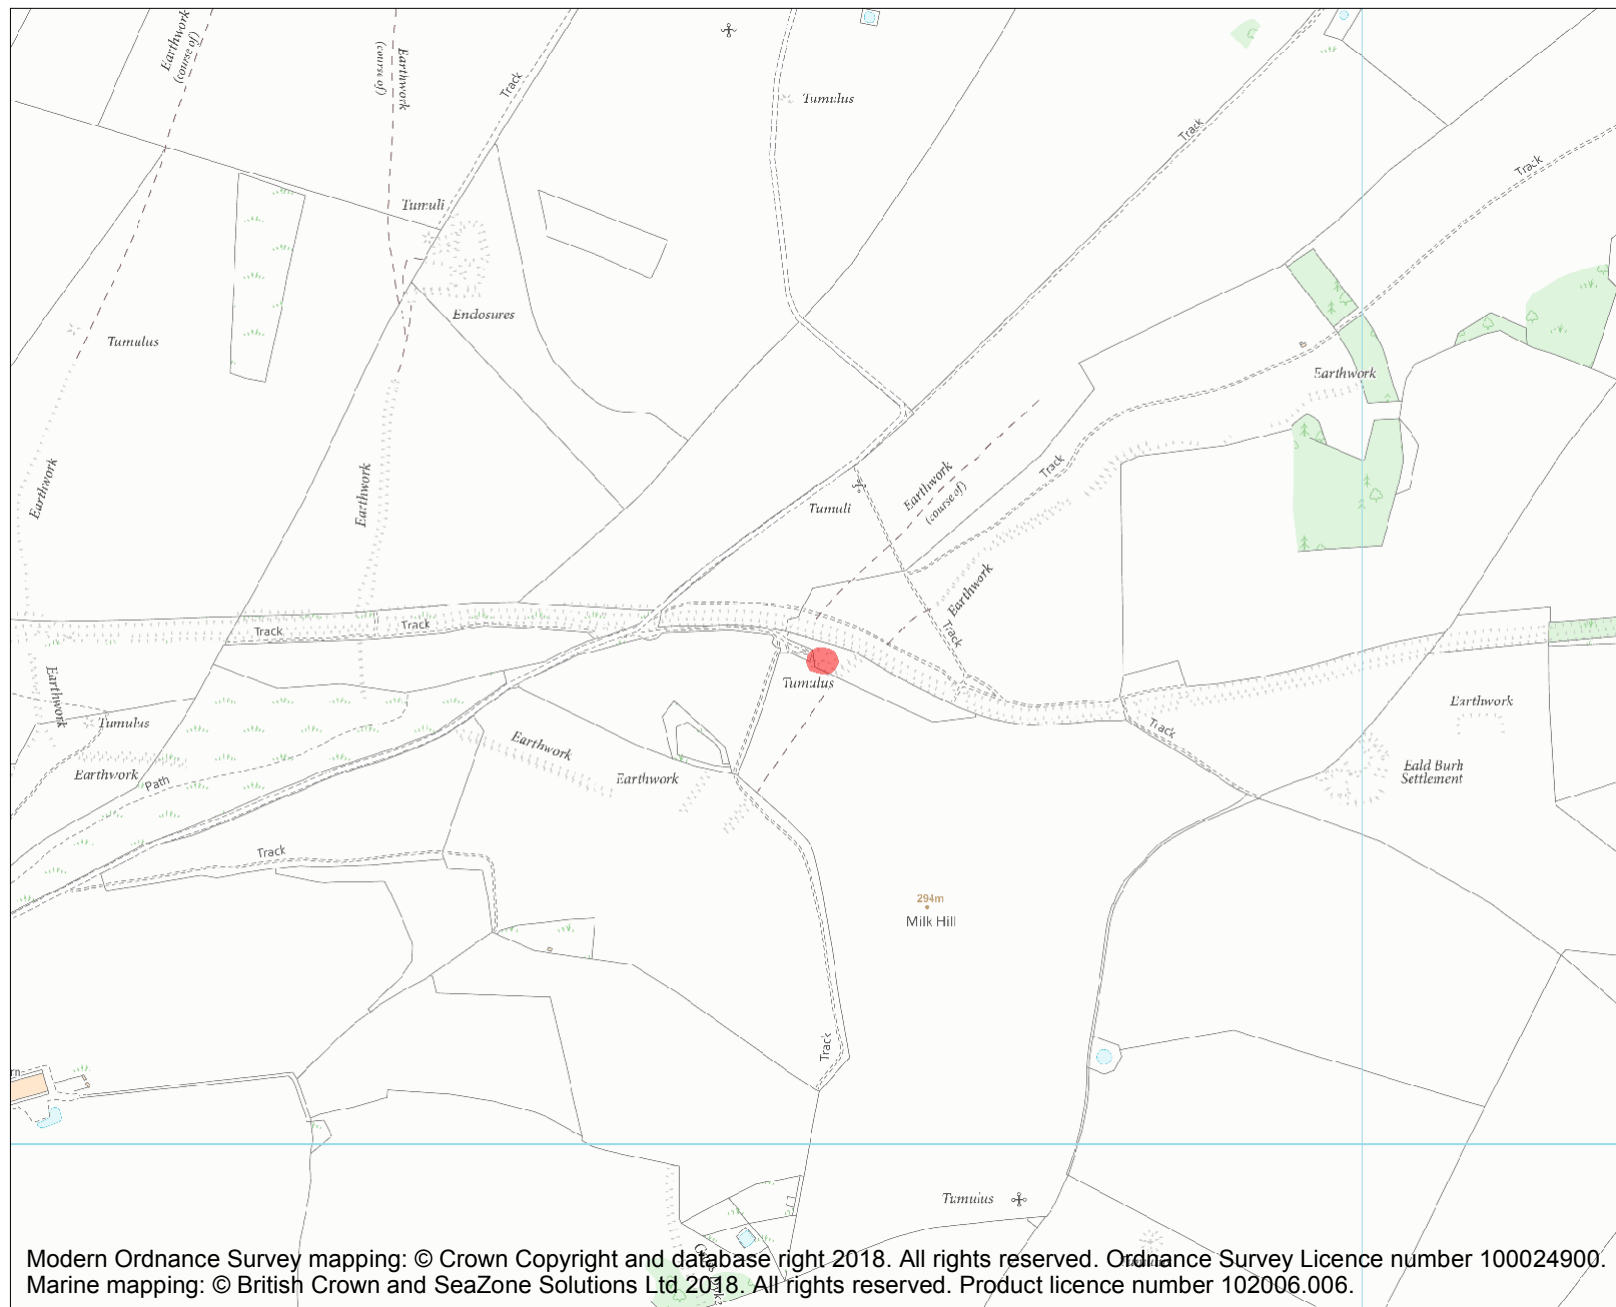 Earthwork
(course of)
Earthwork
(course of)
Track
Tumulus
Track
Track
Tumuli
Enclosures
Tumulus
Earthwork
Earthwork
Earthwork
Tumuli
Earthwork
(course of)
Track
Earthwork
Track
Track
Track
Tumulus
Earthwork
Tumulus
Earthwork
Path
Earthwork
Earthwork
Track
Earthwork
Eald Burh
Settlement
Track
294m
Milk Hill
Track
Tumulus
Modern Ordnance Survey mapping: © Crown Copyright and database right 2018. All rights reserved. Ordnance Survey Licence number 100024900.
Marine mapping: © British Crown and SeaZone Solutions Ltd 2018. All rights reserved. Product licence number 102006.006.